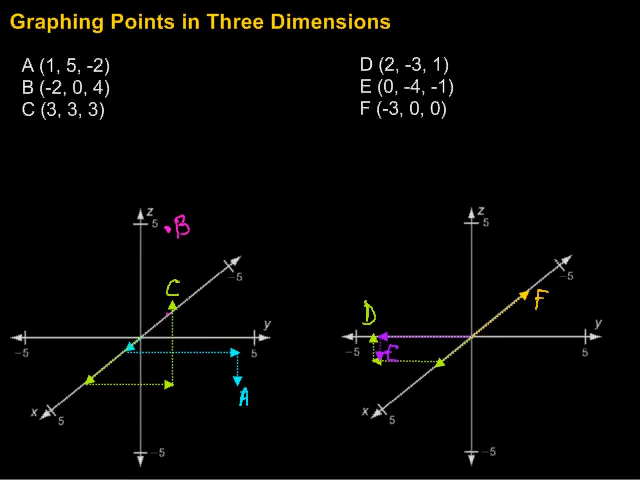 Graphing Points in Three Dimensions
A (1, 5, -2)
B (-2, 0, 4)
C (3, 3, 3)
D (2, -3, 1)
E (0, -4, -1)
F (-3, 0, 0)
z
5
B
-5
C
y
-5
5
A
x
5
-5
z
5
-5
F
D
y
-5
5
E
x
5
-5